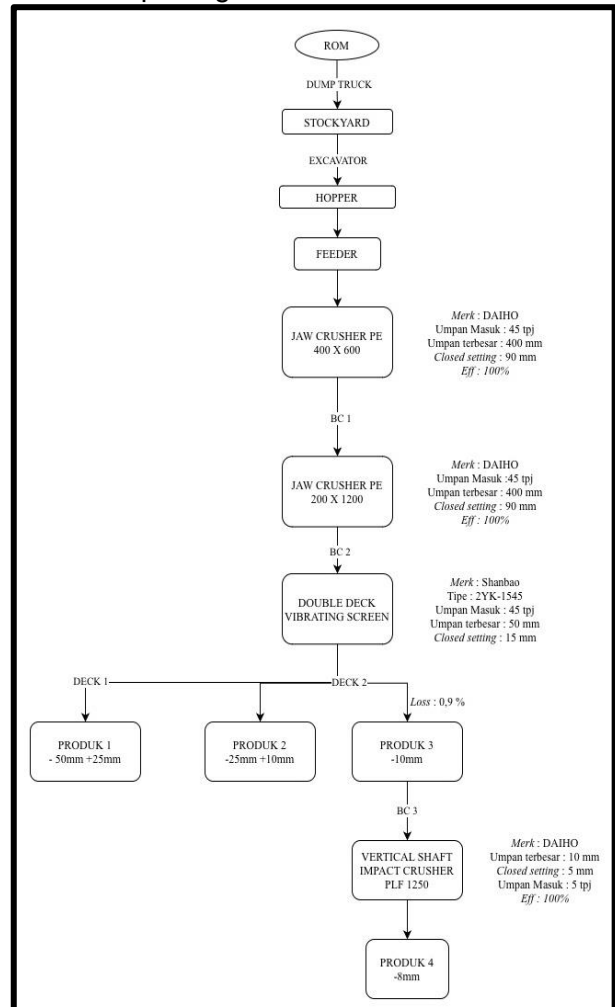 ROM
DUMP TRUCK
STOCKYARD
EXCAVATOR
HOPPER
FEEDER
JAW CRUSHER PE
400 X 600
Merk : DAIHO
Umpan Masuk : 45 tpj
Umpan terbesar : 400 mm
Closed setting : 90 mm
Eff : 100%
BC 1
JAW CRUSHER PE
200 X 1200
Merk : DAIHO
Umpan Masuk :45 tpj
Umpan terbesar : 400 mm
Closed setting : 90 mm
Eff : 100%
BC 2
DOUBLE DECK
VIBRATING SCREEN
Merk : Shanbao
Tipe : 2YK-1545
Umpan Masuk : 45 tpj
Umpan terbesar : 50 mm
Closed setting : 15 mm
DECK 1
DECK 2
Loss : 0,9 %
PRODUK 1
- 50mm +25mm
PRODUK 2
-25mm +10mm
PRODUK 3
-10mm
BC 3
VERTICAL SHAFT
IMPACT CRUSHER
PLF 1250
Merk : DAIHO
Umpan terbesar : 10 mm
Closed setting : 5 mm
Umpan Masuk : 5 tpj
Eff : 100%
PRODUK 4
-8mm